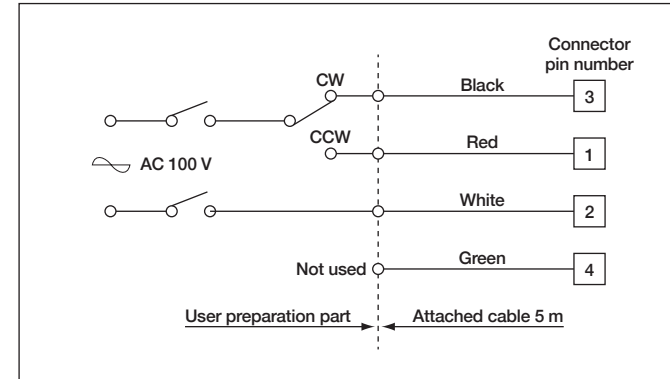 Connector
pin number
CW
Black
3
CCW
Red
1
AC 100 V
White
2
Not used
Green
4
User preparation part
Attached cable 5 m